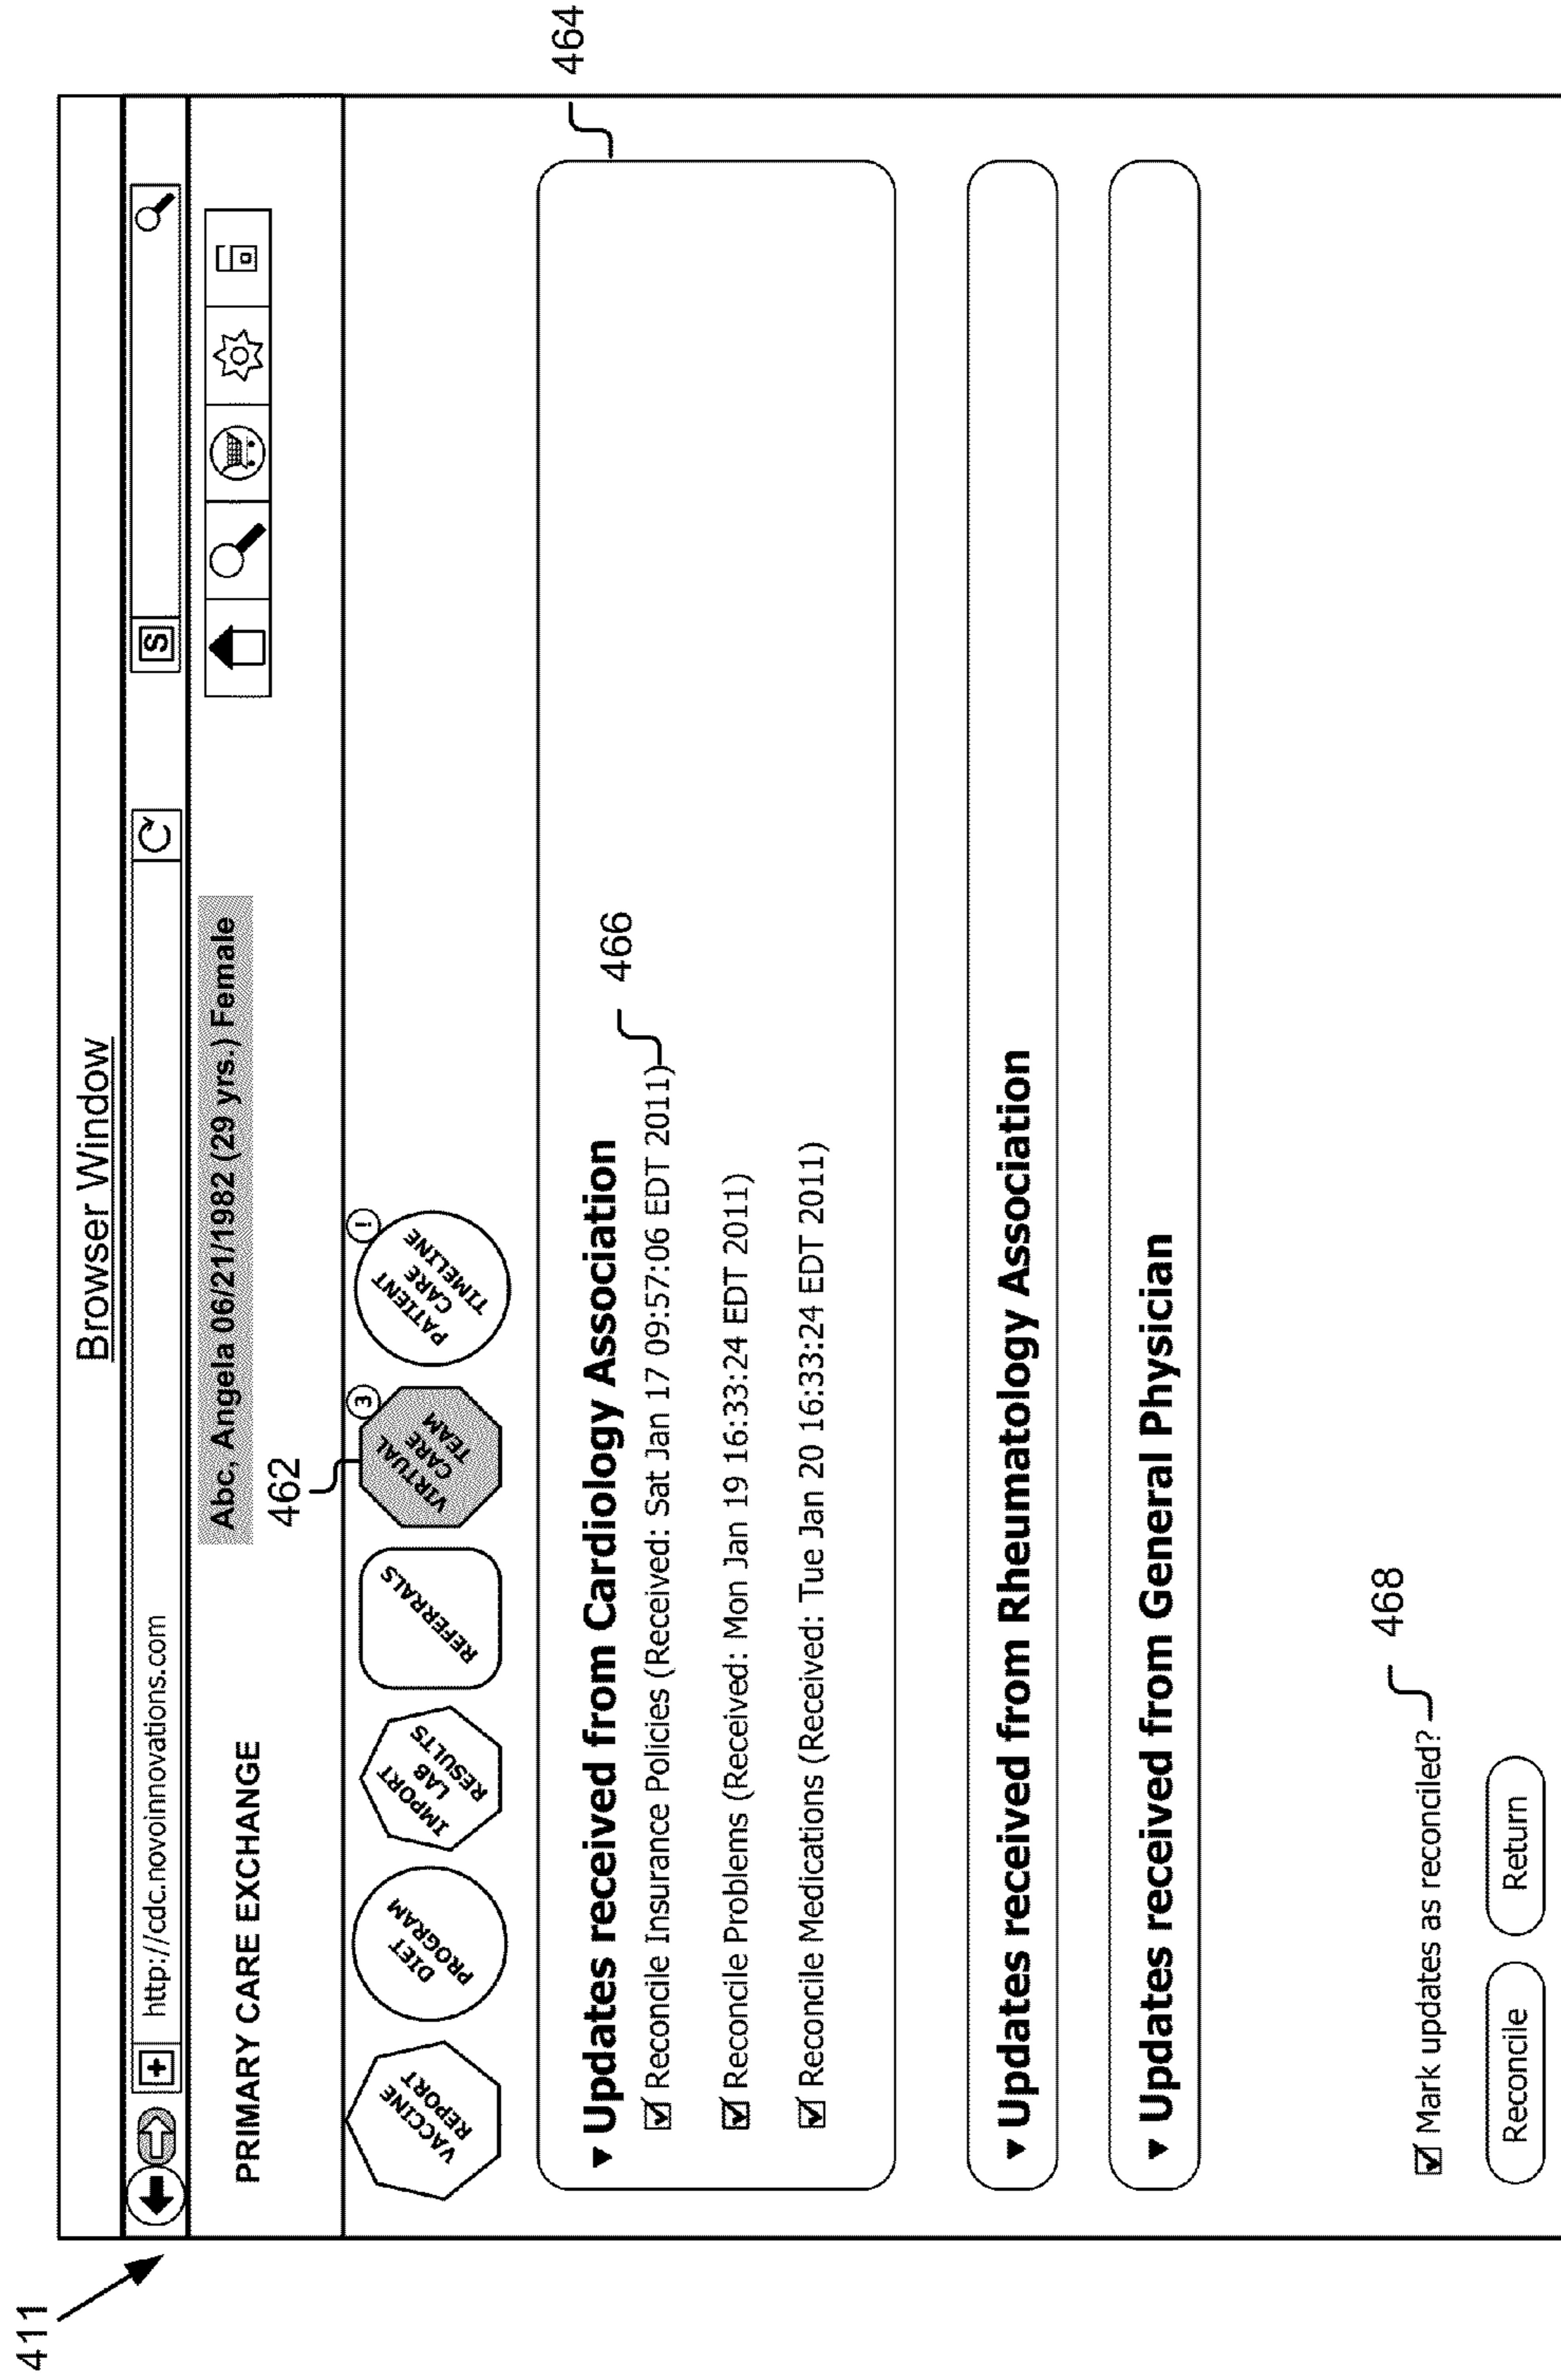 411
Browser Window
http://cdc.novoinnovations.com
S
PRIMARY CARE EXCHANGE
Abc, Angela 06/21/1982 (29 yrs.) Female
462
VACCINE
REPORT
DIET
PROGRAM
IMPORT
LAB
RESULTS
REFERRALS
VIRTUAL
CARE
TEAM
3
PATIENT
CARE
TIMELINE
!
464
▼ Updates received from Cardiology Association
466
☑ Reconcile Insurance Policies (Received: Sat Jan 17 09:57:06 EDT 2011)
☑ Reconcile Problems (Received: Mon Jan 19 16:33:24 EDT 2011)
☑ Reconcile Medications (Received: Tue Jan 20 16:33:24 EDT 2011)
▼ Updates received from Rheumatology Association
▼ Updates received from General Physician
468
☑ Mark updates as reconciled?
Reconcile
Return